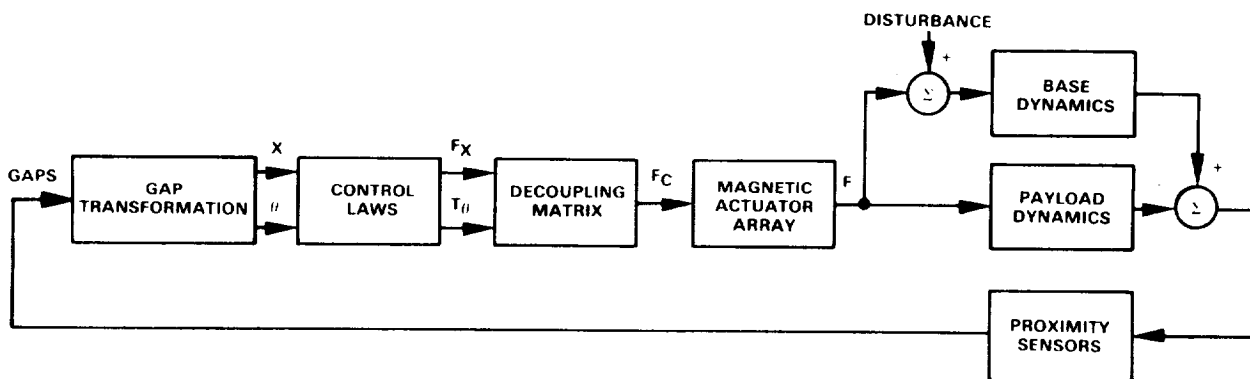 DISTURBANCE
+
Σ
BASE
DYNAMICS
GAPS
GAP
TRANSFORMATION
X
θ
CONTROL
LAWS
FX
Tθ
DECOUPLING
MATRIX
FC
MAGNETIC
ACTUATOR
ARRAY
F
PAYLOAD
DYNAMICS
+
Σ
PROXIMITY
SENSORS